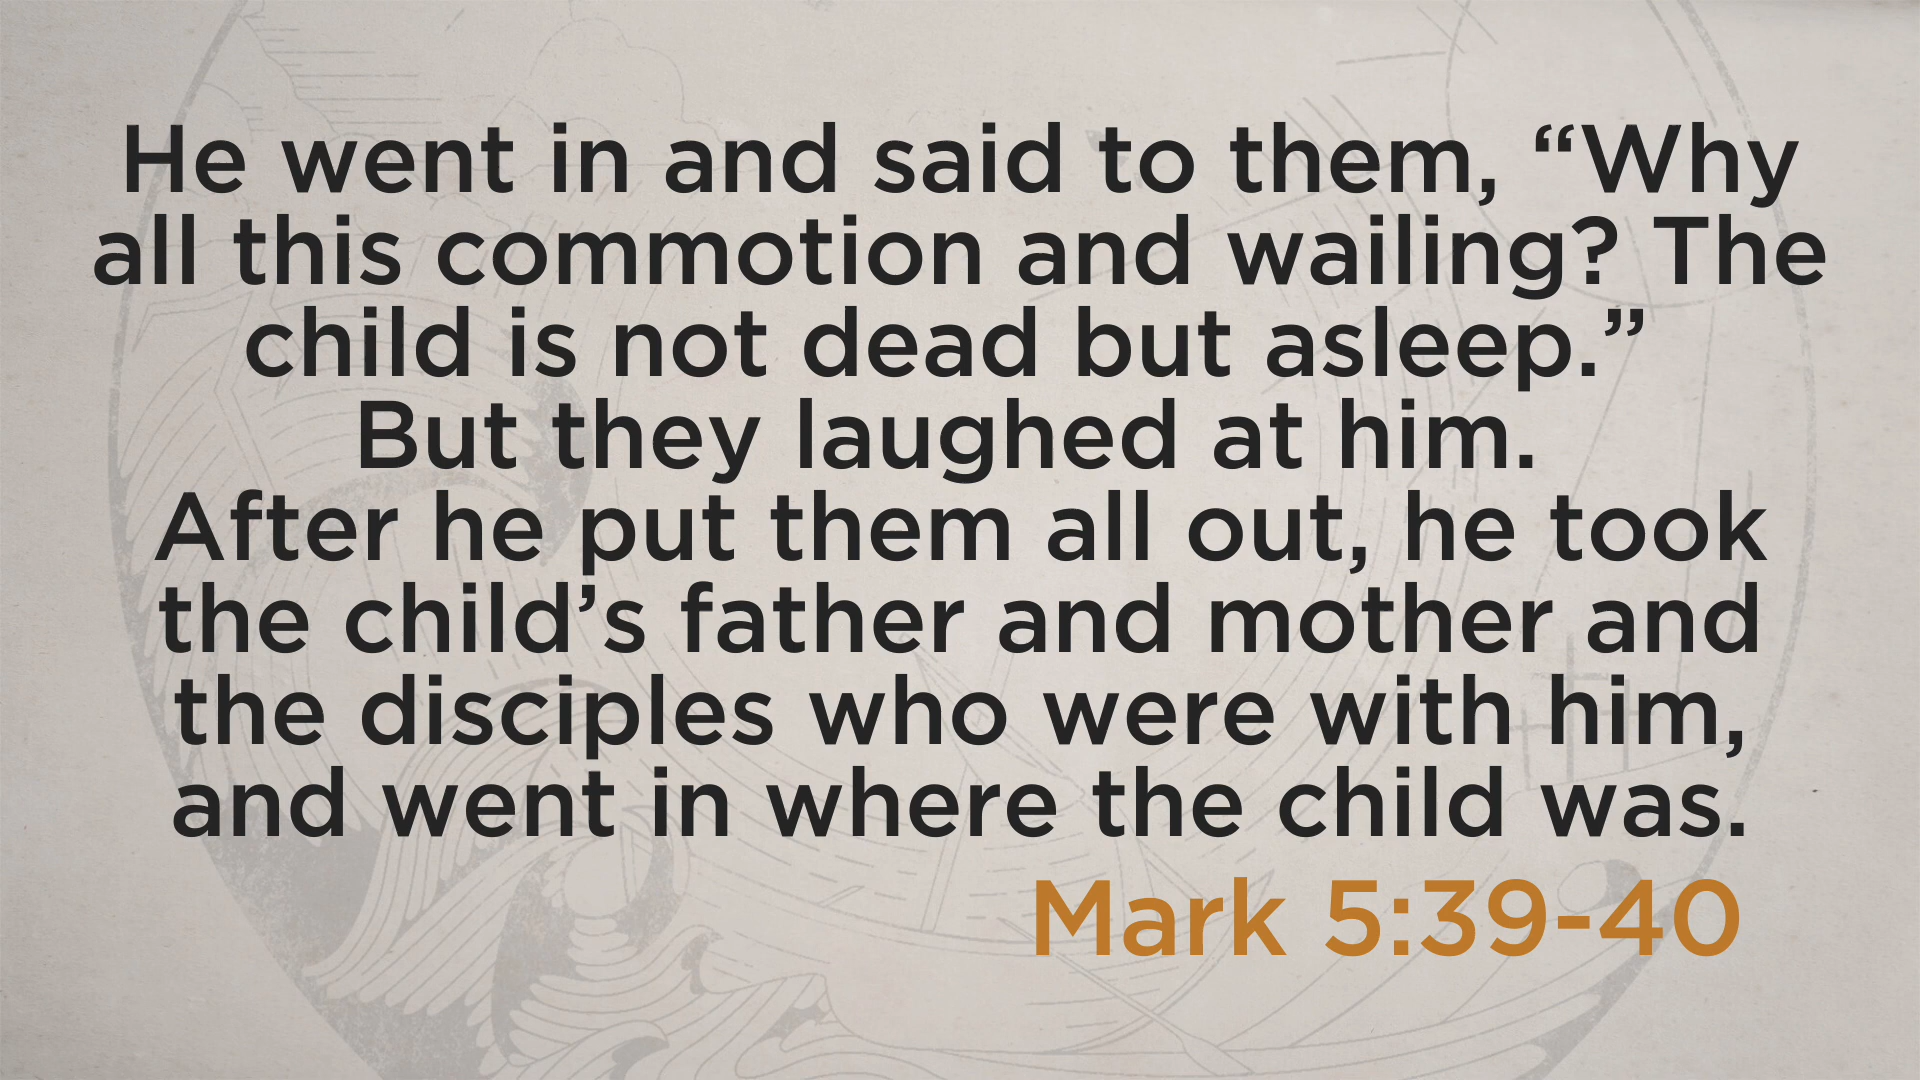 He went in and said to them, “Why
all this commotion and wailing? The
child is not dead but asleep.”
But they laughed at him.
After he put them all out, he took
the child’s father and mother and
the disciples who were with him,
and went in where the child was.
Mark 5:39-40